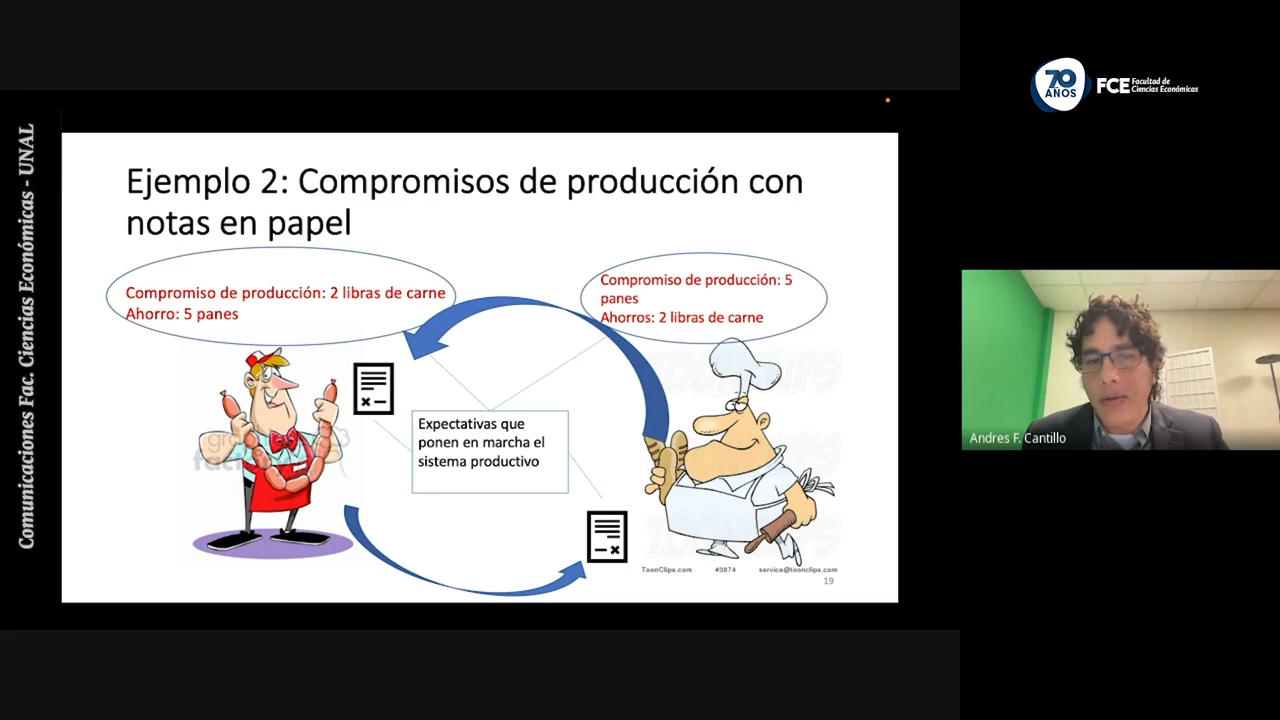 70
AÑOS
FCE Facultad de
Ciencias Económicas
Comunicaciones Fac. Ciencias Económicas - UNAL
Ejemplo 2: Compromisos de producción con
notas en papel
Compromiso de producción: 2 libras de carne
Ahorro: 5 panes
Compromiso de producción: 5
panes
Ahorros: 2 libras de carne
Expectativas que
ponen en marcha el
sistema productivo
ToonClips.com #3874 service@toonclips.com
19
Andres F. Cantillo